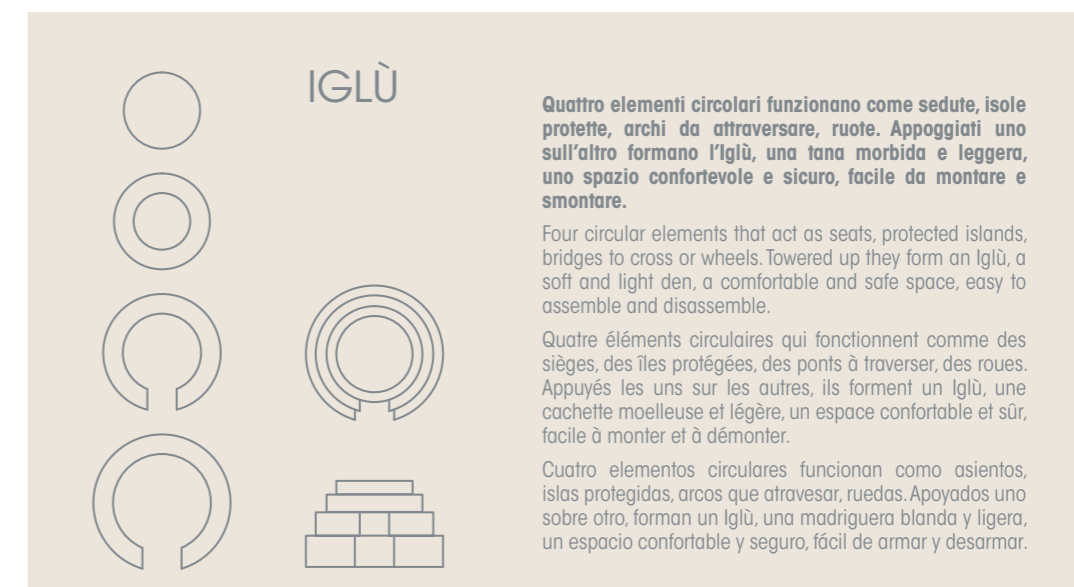 IGLÙ
Quattro elementi circolari funzionano come sedute, isole
protette, archi da attraversare, ruote. Appoggiati uno
sull’altro formano l’Iglù, una tana morbida e leggera,
uno spazio confortevole e sicuro, facile da montare e
smontare.
Four circular elements that act as seats, protected islands,
bridges to cross or wheels. Towered up they form an Iglù, a
soft and light den, a comfortable and safe space, easy to
assemble and disassemble.
Quatre éléments circulaires qui fonctionnent comme des
sièges, des îles protégées, des ponts à traverser, des roues.
Appuyés les uns sur les autres, ils forment un Iglù, une
cachette moelleuse et légère, un espace confortable et sûr,
facile à monter et à démonter.
Cuatro elementos circulares funcionan como asientos,
islas protegidas, arcos que atravesar, ruedas. Apoyados uno
sobre otro, forman un Iglù, una madriguera blanda y ligera,
un espacio confortable y seguro, fácil de armar y desarmar.